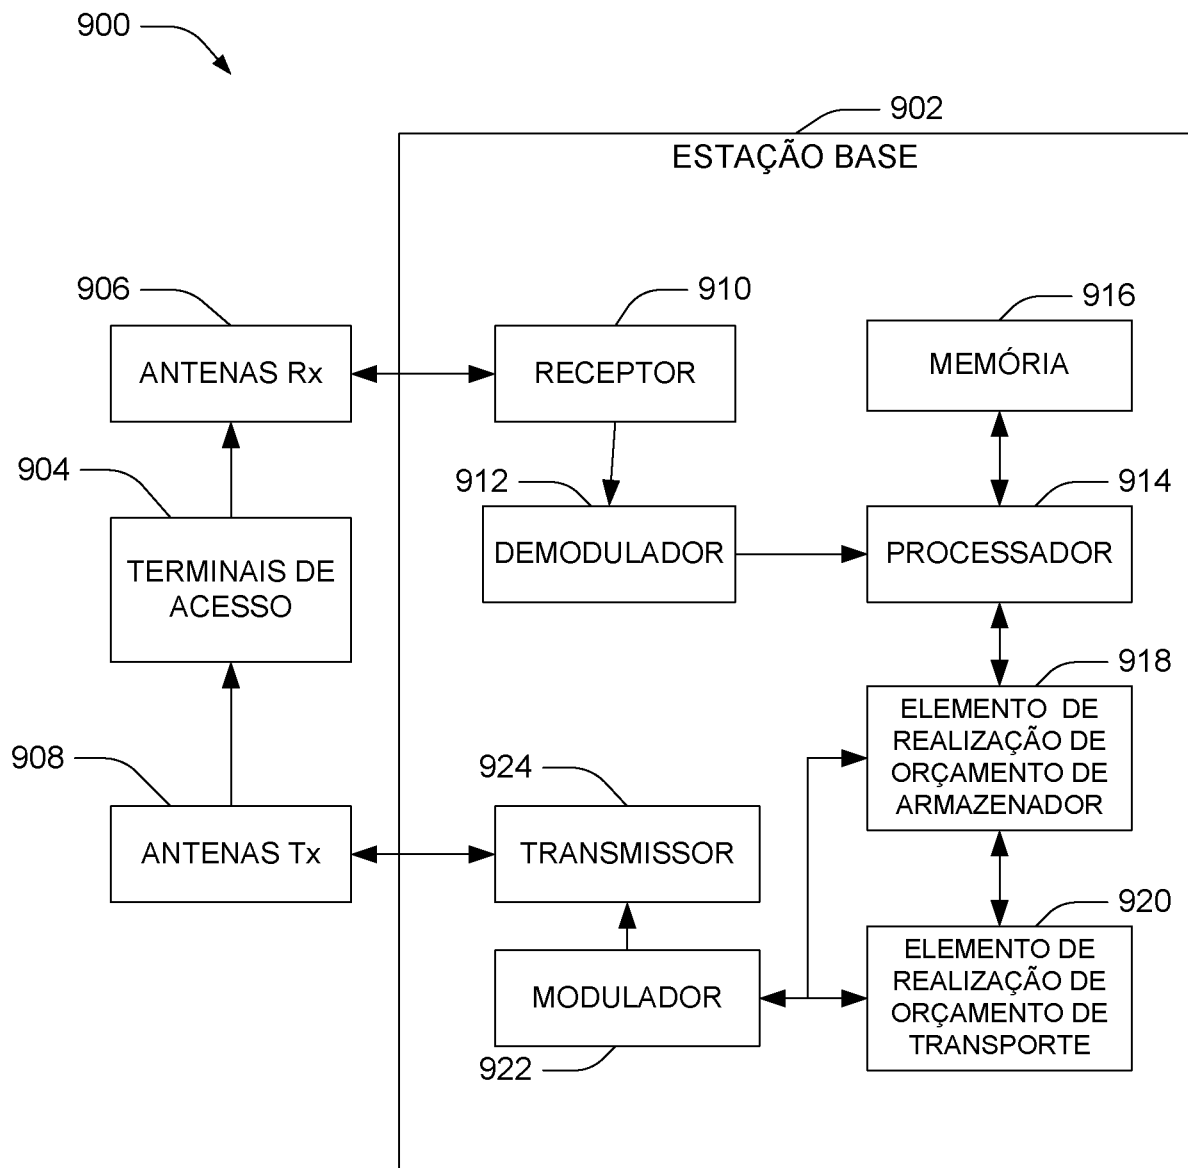 900
902
ESTAÇÃO BASE
906
910
916
ANTENAS Rx
RECEPTOR
MEMÓRIA
904
912
914
TERMINAIS DE
ACESSO
DEMODULADOR
PROCESSADOR
918
ELEMENTO DE
REALIZAÇÃO DE
ORÇAMENTO DE
ARMAZENADOR
908
924
ANTENAS Tx
TRANSMISSOR
920
ELEMENTO DE
REALIZAÇÃO DE
ORÇAMENTO DE
TRANSPORTE
MODULADOR
922